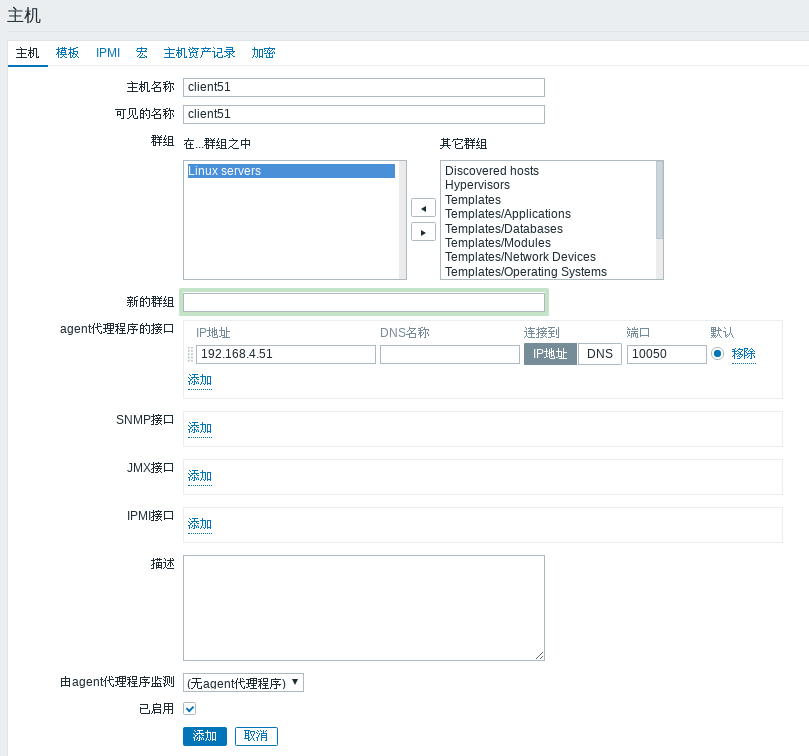 主机
主机 模板 IPMI 宏 主机资产记录 加密
主机名称 client51
可见的名称 client51
群组 在...群组之中 其它群组
Linux servers
Discovered hosts
Hypervisors
Templates
Templates/Applications
Templates/Databases
Templates/Modules
Templates/Network Devices
Templates/Operating Systems
新的群组
agent代理程序的接口 IP地址 DNS名称 连接到 端口 默认
192.168.4.51 IP地址 DNS 10050 移除
添加
SNMP接口 添加
JMX接口 添加
IPMI接口 添加
描述
由agent代理程序监测 (无agent代理程序)
已启用
添加 取消